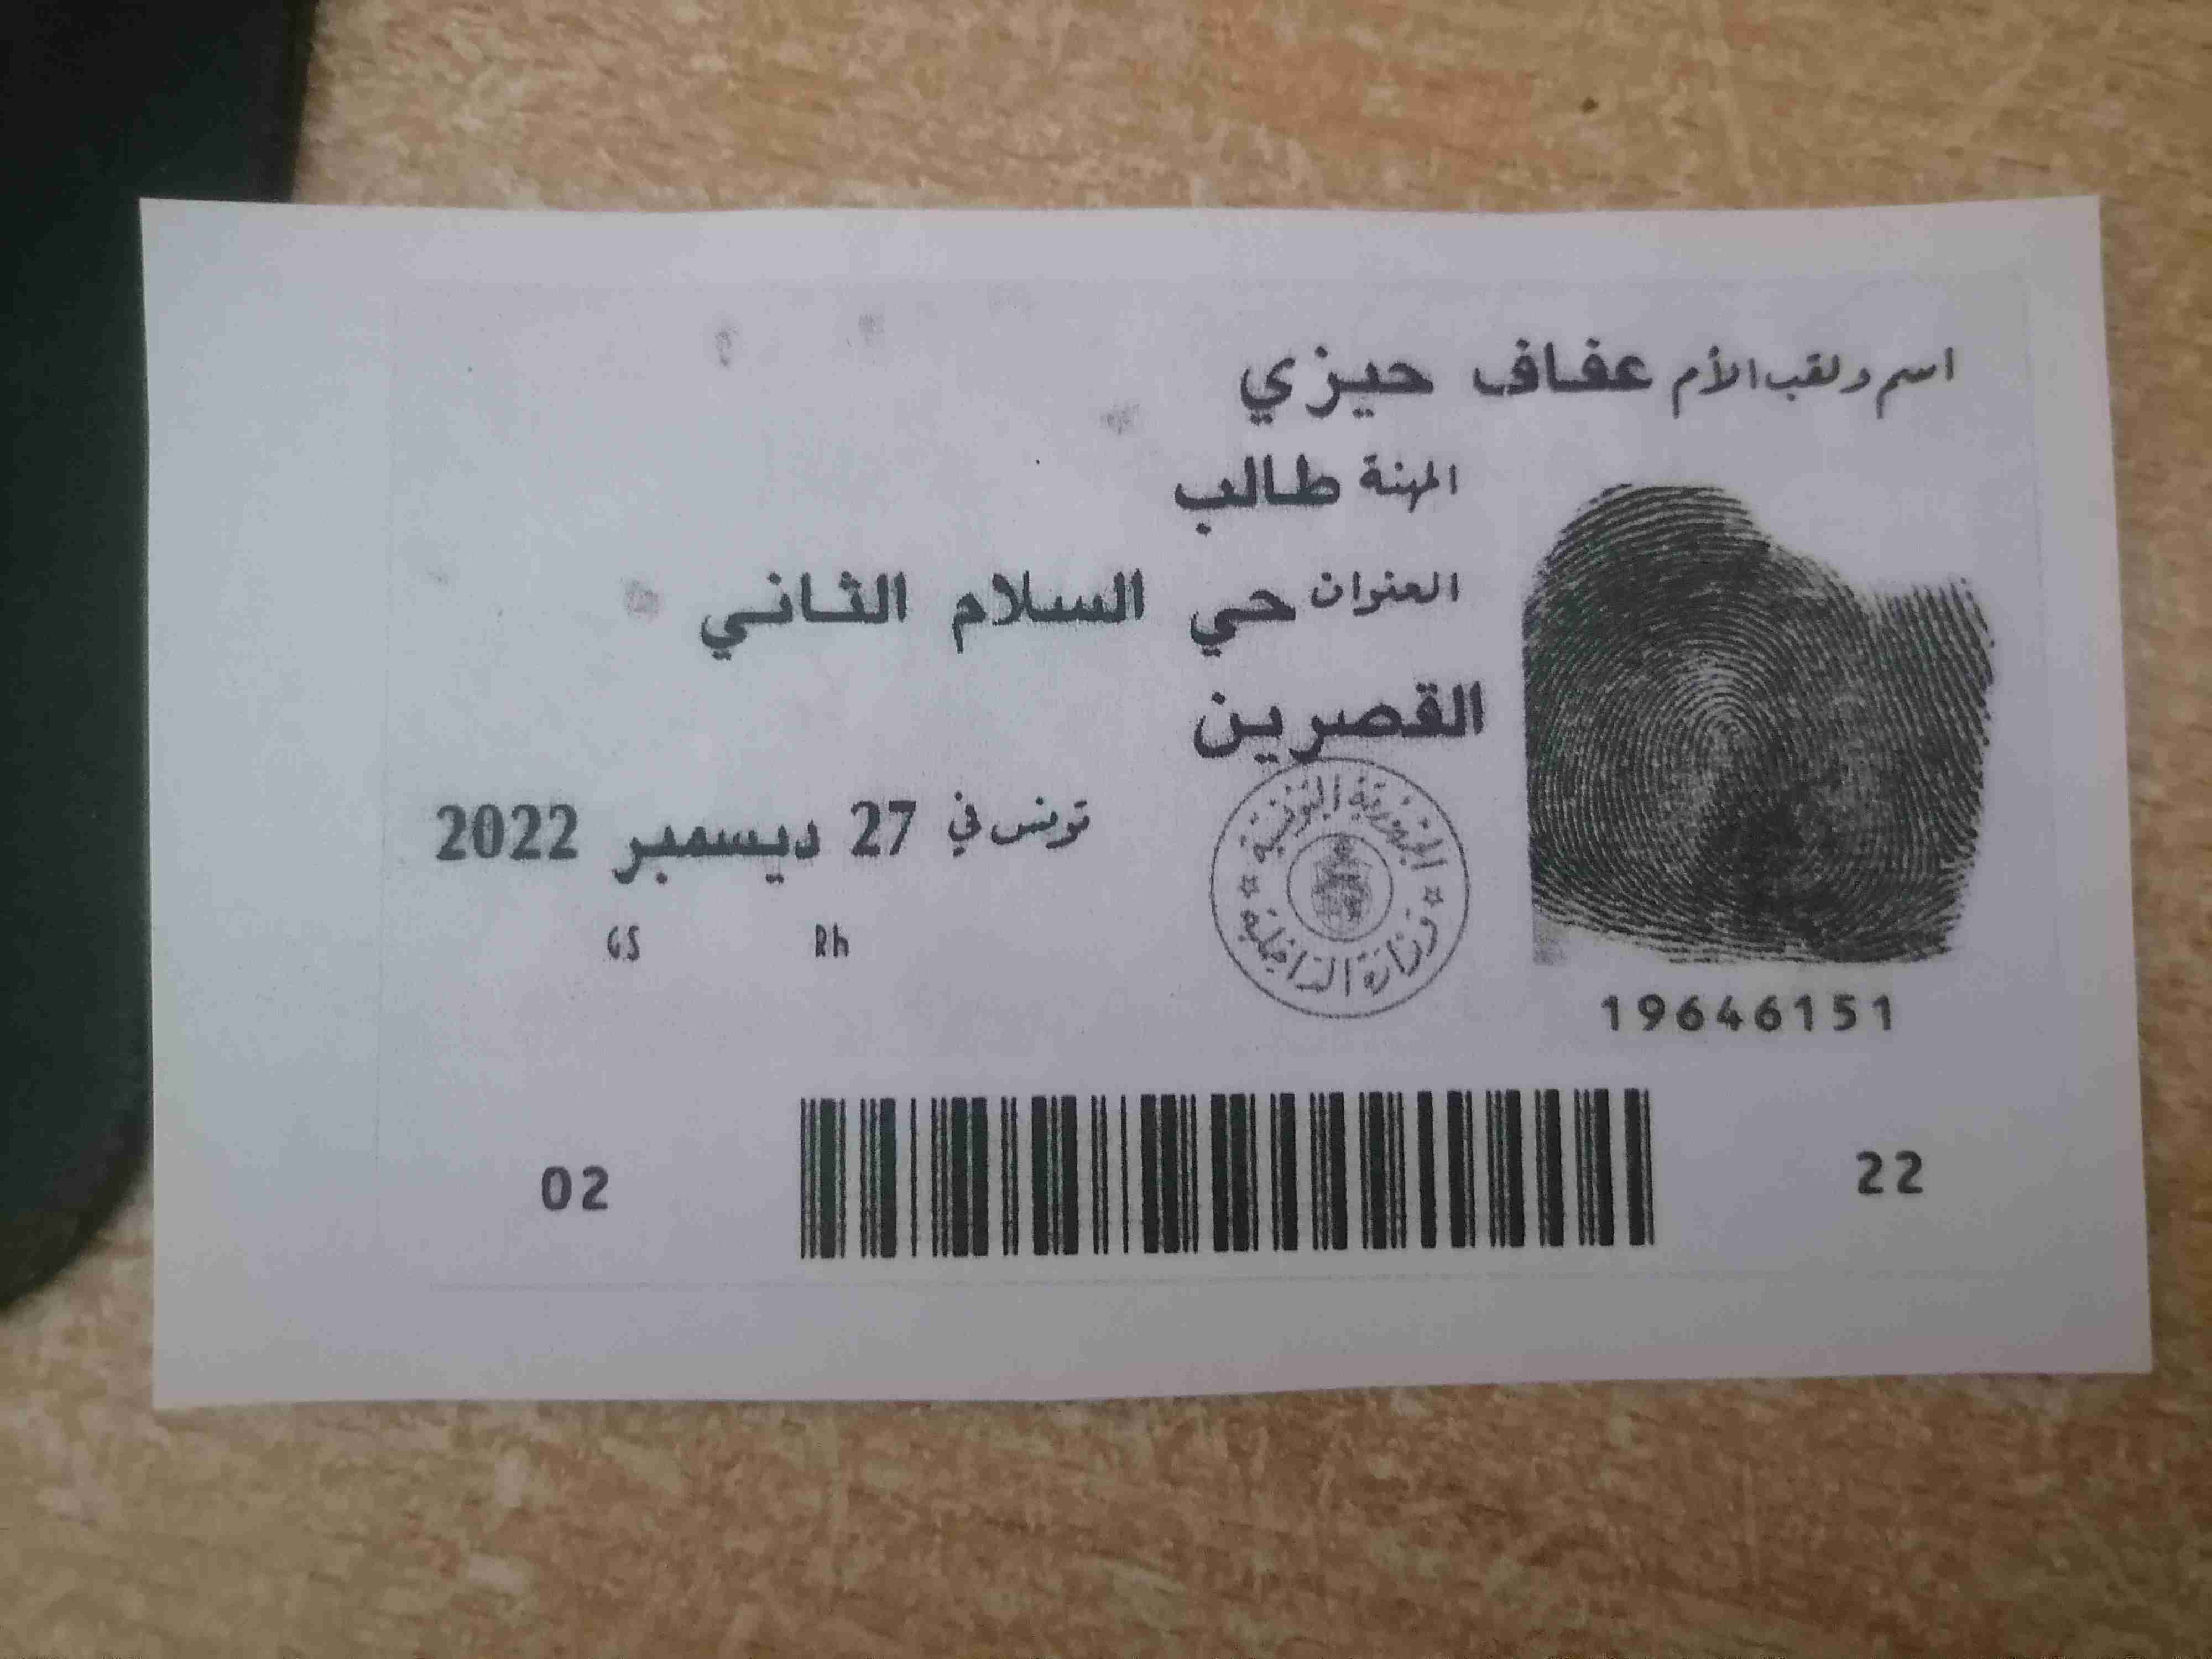 اسم ولقب الأم عفاف حيزي
المهنة طالب
العنوان حي السلام الثاني
القصرين
تونس في 27 ديسمبر 2022
الجمهورية التونسية
وزارة الداخلية
Rh GS
19646151
22 02